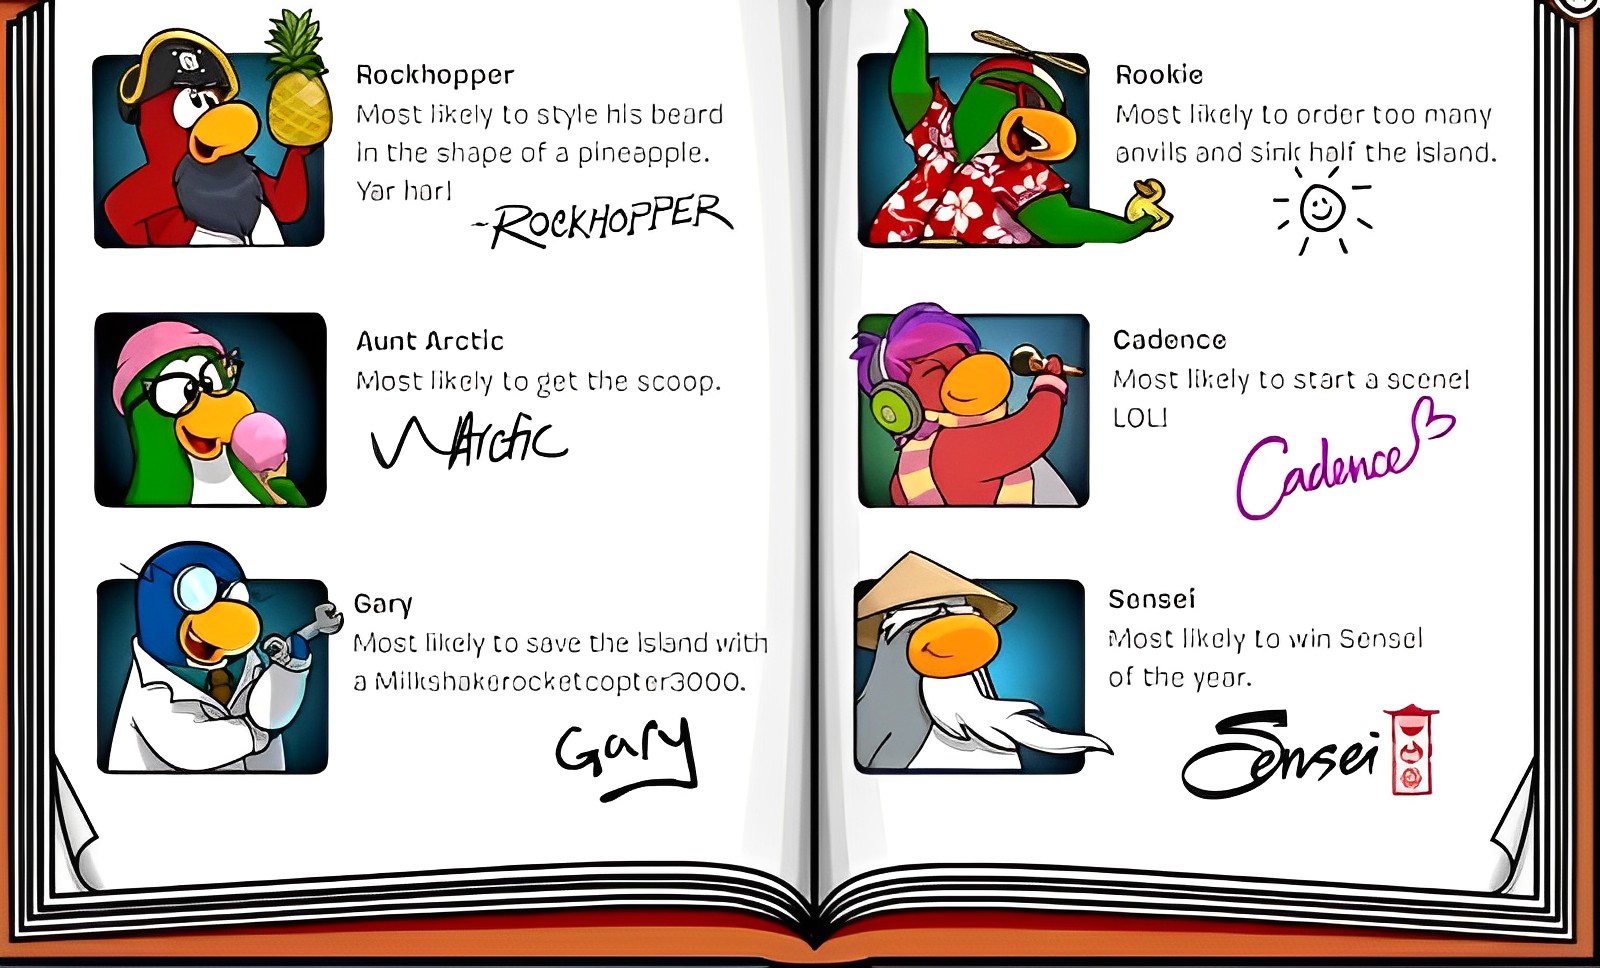 Rockhopper
Most likely to style his beard
in the shape of a pineapple.
Yar har!
-ROCKHOPPER
Aunt Arctic
Most likely to get the scoop.
Arctic
Gary
Most likely to save the island with
a Milkshakerocketcopter3000.
Gary
Rookie
Most likely to order too many
anvils and sink half the island.
Cadence
Most likely to start a scene!
LOL!
Cadence
Sensei
Most likely to win Sensei
of the year.
Sensei